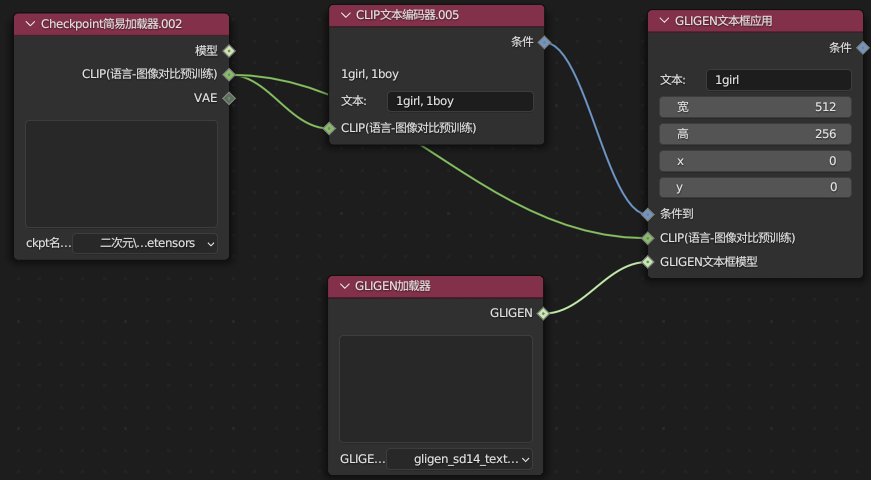 Checkpoint简易加载器.002
模型
CLIP(语言-图像对比预训练)
VAE
ckpt名... 二次元\...etensors
CLIP文本编码器.005
条件
1girl, 1boy
文本: 1girl, 1boy
CLIP(语言-图像对比预训练)
GLIGEN加载器
GLIGEN
GLIGE... gligen_sd14_text...
GLIGEN文本框应用
条件
文本: 1girl
宽 512
高 256
x 0
y 0
条件到
CLIP(语言-图像对比预训练)
GLIGEN文本框模型